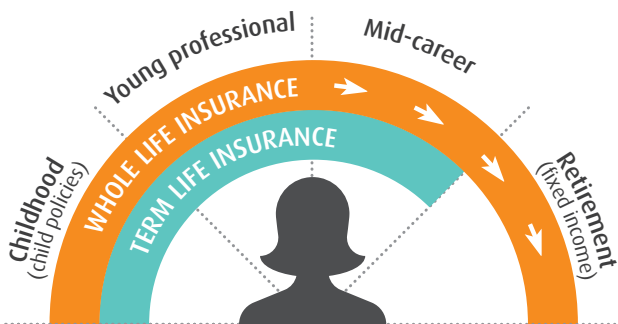 Young professional
Mid-career
Childhood
(child policies)
WHOLE LIFE INSURANCE
TERM LIFE INSURANCE
Retirement
(fixed income)